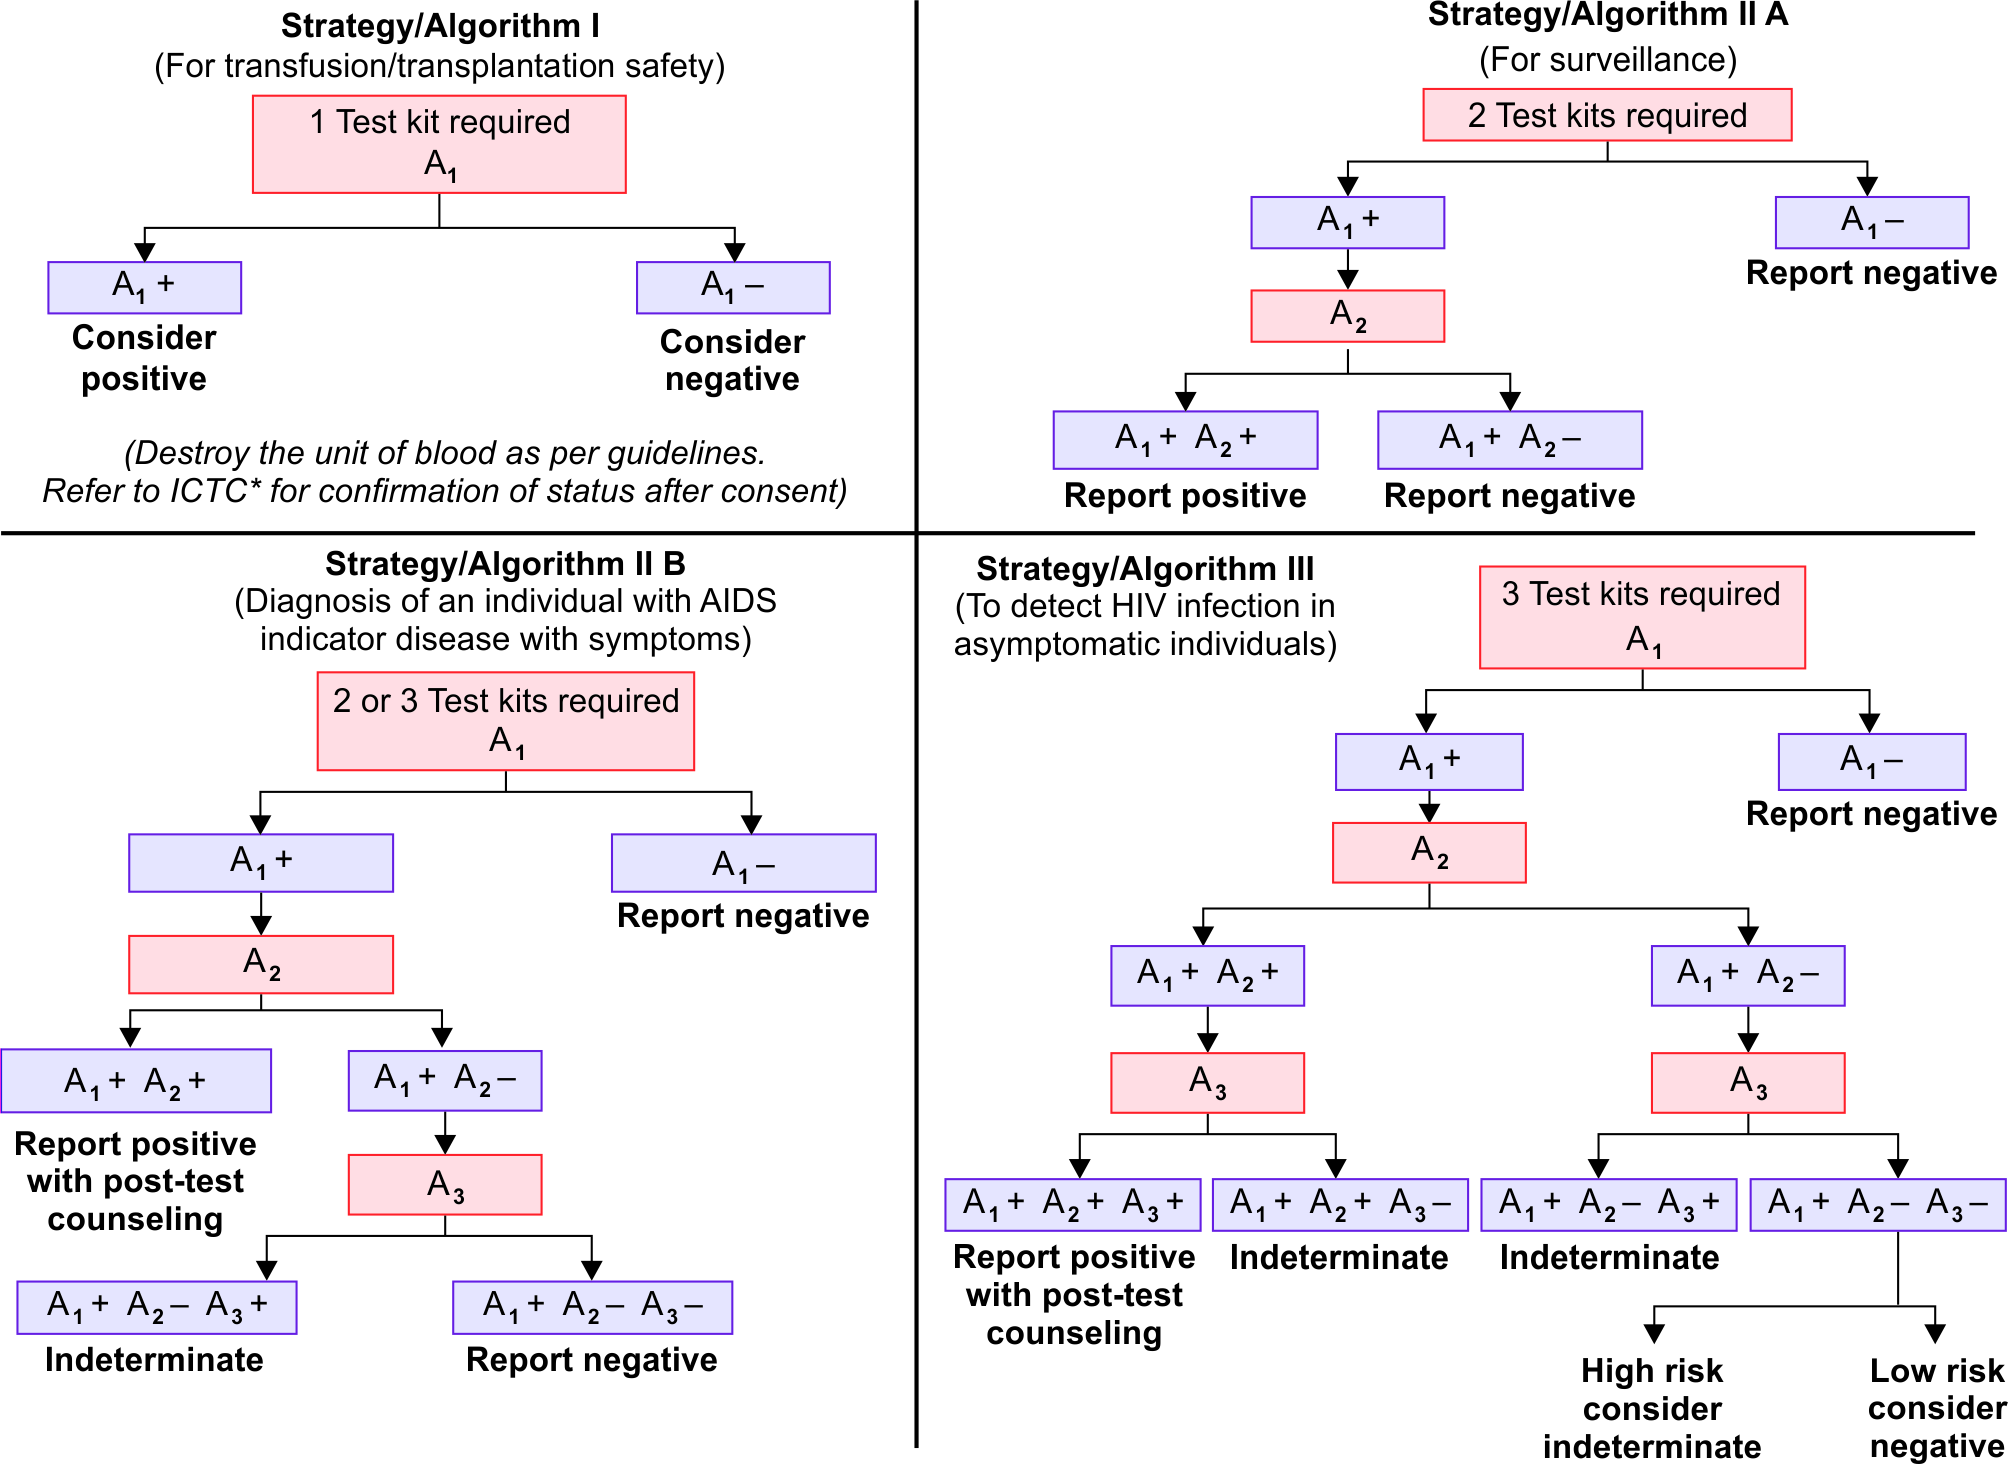 Strategy/Algorithm I
(For transfusion/transplantation safety)
1 Test kit required
A1
A1 +
A1 –
Consider
positive
Consider
negative
(Destroy the unit of blood as per guidelines.
Refer to ICTC* for confirmation of status after consent)
Strategy/Algorithm II A
(For surveillance)
2 Test kits required
A1 +
A1 –
Report negative
A2
A1 + A2 +
A1 + A2 –
Report positive
Report negative
Strategy/Algorithm II B
(Diagnosis of an individual with AIDS
indicator disease with symptoms)
2 or 3 Test kits required
A1
A1 +
A1 –
Report negative
A2
A1 + A2 +
A1 + A2 –
Report positive
with post-test
counseling
A3
A1 + A2 – A3 +
A1 + A2 – A3 –
Indeterminate
Report negative
Strategy/Algorithm III
(To detect HIV infection in
asymptomatic individuals)
3 Test kits required
A1
A1 +
A1 –
Report negative
A2
A1 + A2 +
A1 + A2 –
A3
A3
A1 + A2 + A3 +
A1 + A2 + A3 –
A1 + A2 – A3 +
A1 + A2 – A3 –
Report positive
with post-test
counseling
Indeterminate
Indeterminate
High risk
consider
indeterminate
Low risk
consider
negative